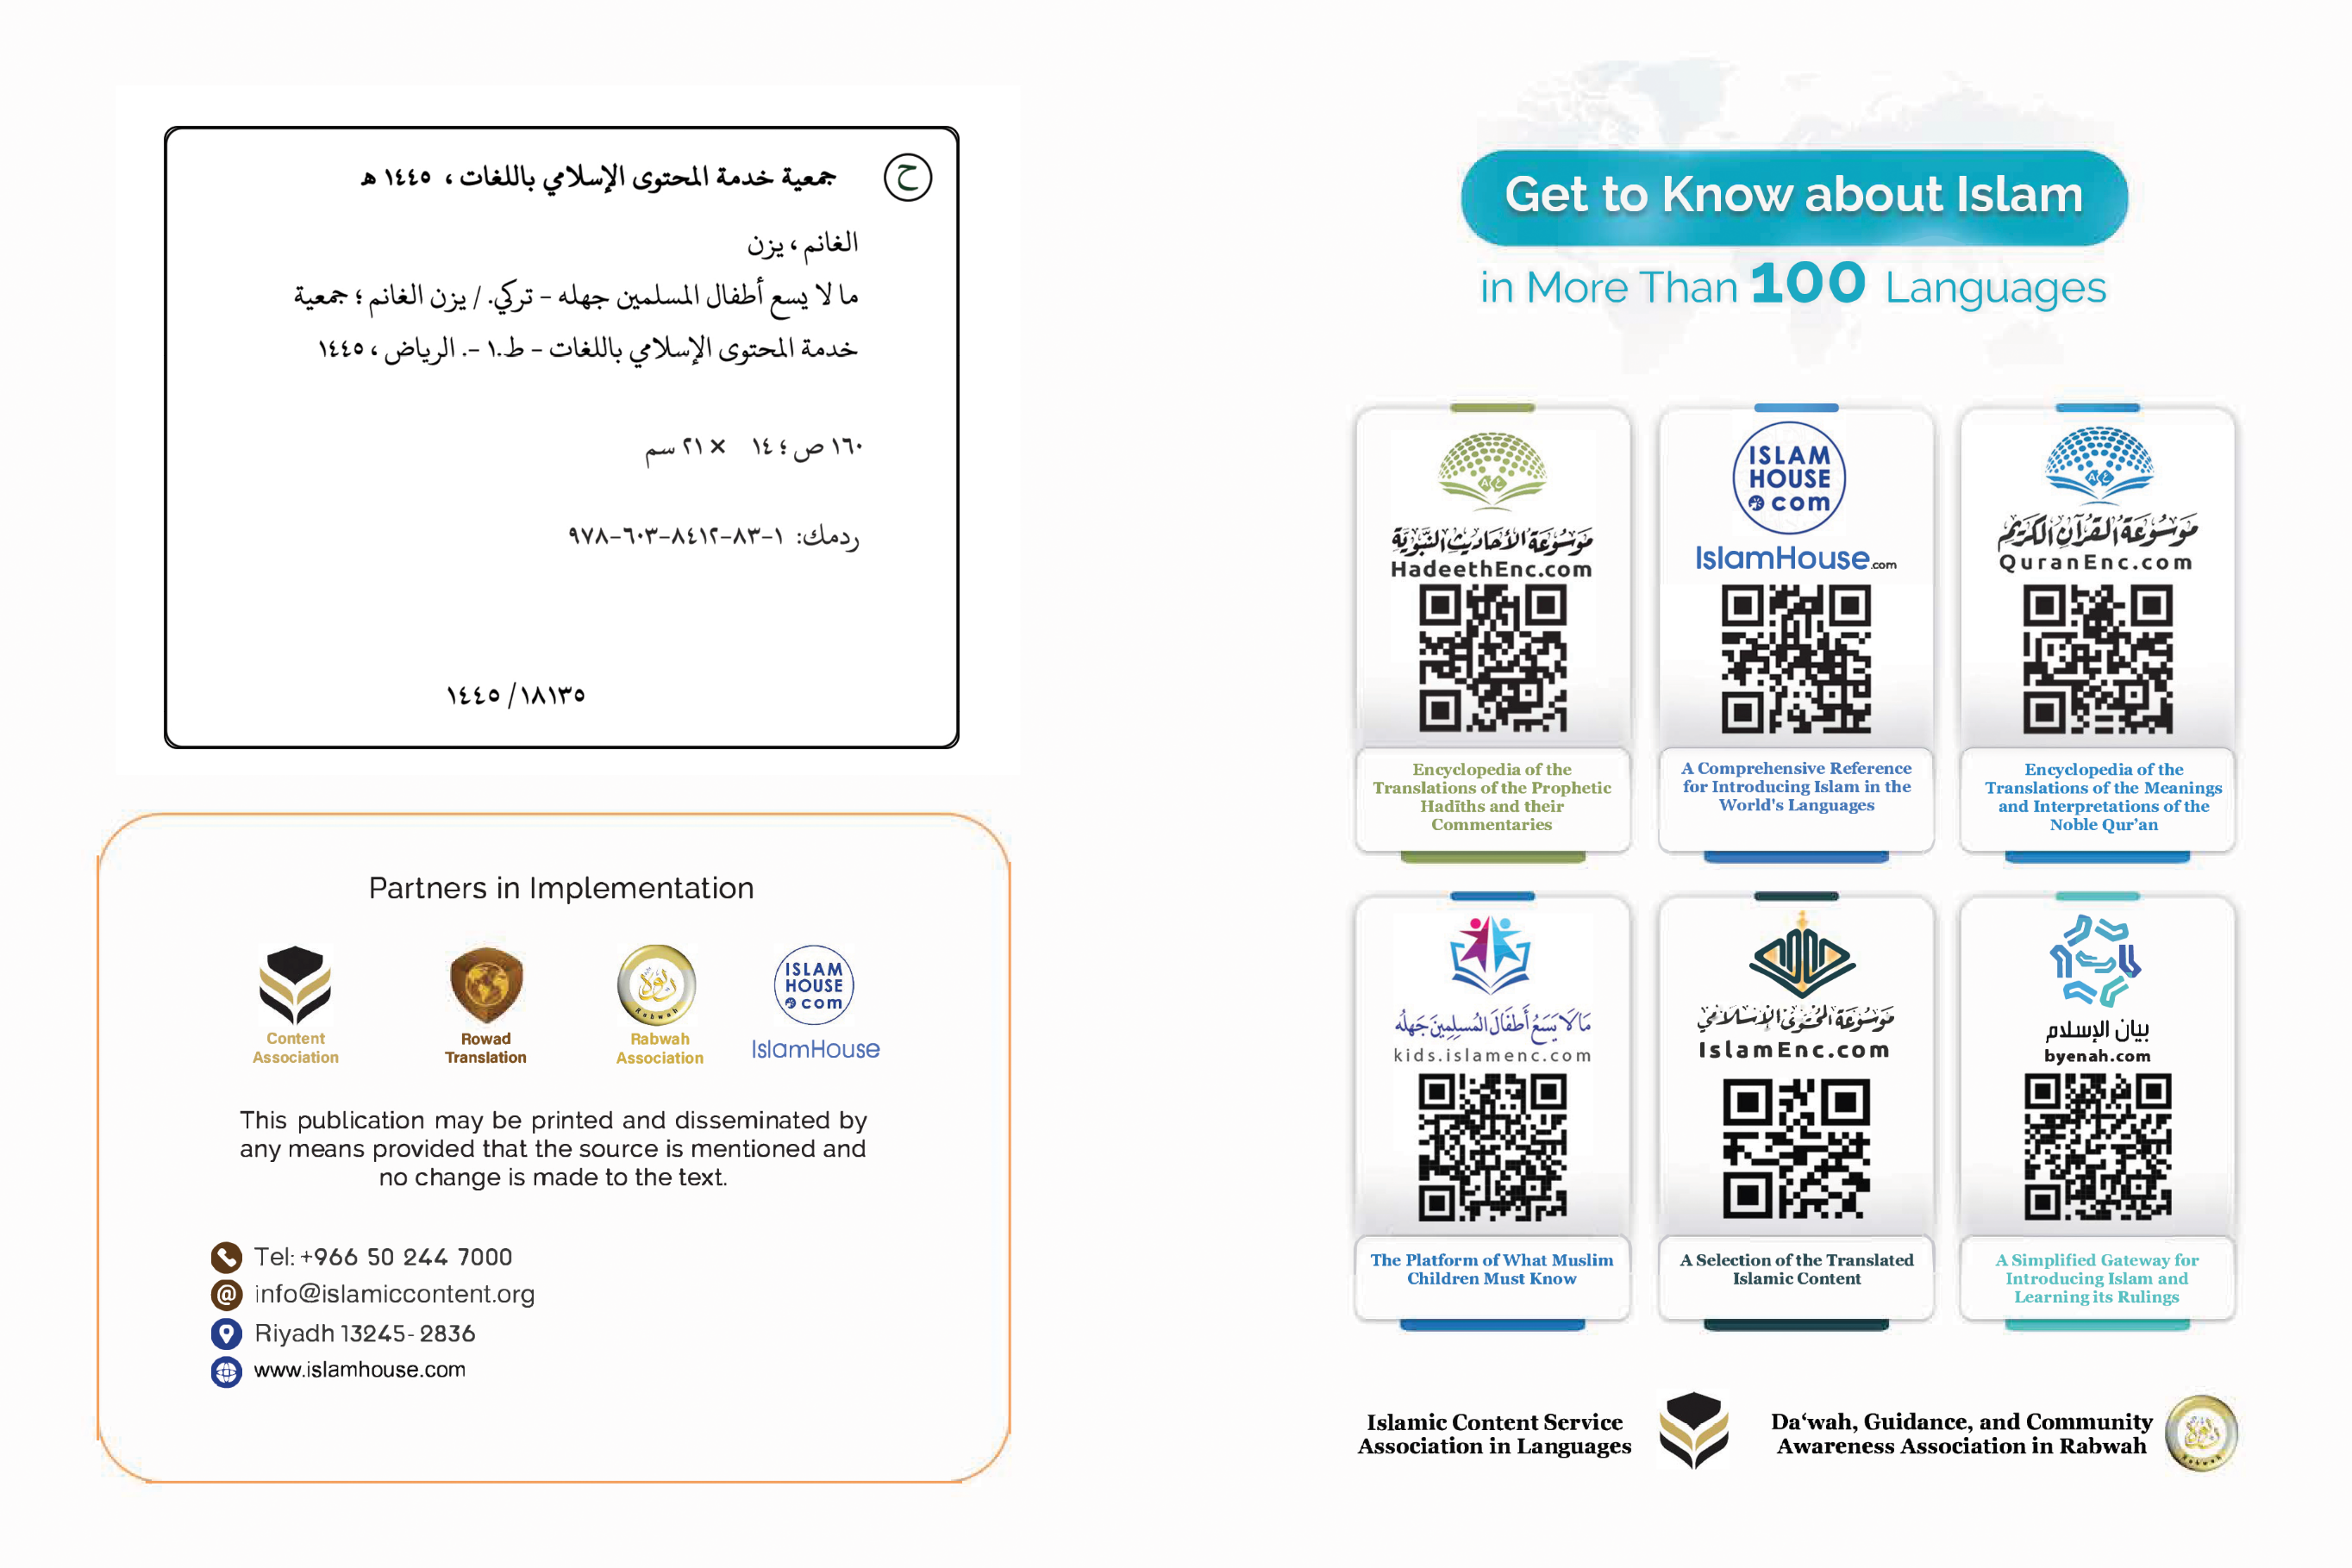 ح
جمعية خدمة المحتوى الإسلامي باللغات ، ١٤٤٥ هـ
الغانم ، يزن
ما لا يسع أطفال المسلمين جهله – تركي. / يزن الغانم ؛ جمعية
خدمة المحتوى الإسلامي باللغات – ط.١ -. الرياض ، ١٤٤٥
١٦٠ ص ؛ ١٤ × ٢١ سم
ردمك: ١-٨٣-٨٤١٢-٦٠٣-٩٧٨
١٤٤٥ / ١٨١٣٥
Partners in Implementation
Content
Association
Rowad
Translation
Rabwah
Rabwah
Association
ISLAM
HOUSE
com
IslamHouse
This publication may be printed and disseminated by
any means provided that the source is mentioned and
no change is made to the text.
Tel: +966 50 244 7000
info@islamiccontent.org
Riyadh 13245- 2836
www.islamhouse.com
Get to Know about Islam
in More Than 100 Languages
موسوعة الأحاديث النبوية
HadeethEnc.com
Encyclopedia of the
Translations of the Prophetic
Hadīths and their
Commentaries
ISLAM
HOUSE
com
IslamHouse.com
A Comprehensive Reference
for Introducing Islam in the
World's Languages
موسوعة القرآن الكريم
QuranEnc.com
Encyclopedia of the
Translations of the Meanings
and Interpretations of the
Noble Qur’an
مَا لَا يَسَعُ أَطْفَالَ المُسْلِمِينَ جَهْلُه
kids.islamenc.com
The Platform of What Muslim
Children Must Know
موسوعة المحتوى الإسلامي
IslamEnc.com
A Selection of the Translated
Islamic Content
بيان الإسلام
byenah.com
A Simplified Gateway for
Introducing Islam and
Learning its Rulings
Islamic Content Service
Association in Languages
Da‘wah, Guidance, and Community
Awareness Association in Rabwah
Rabwah